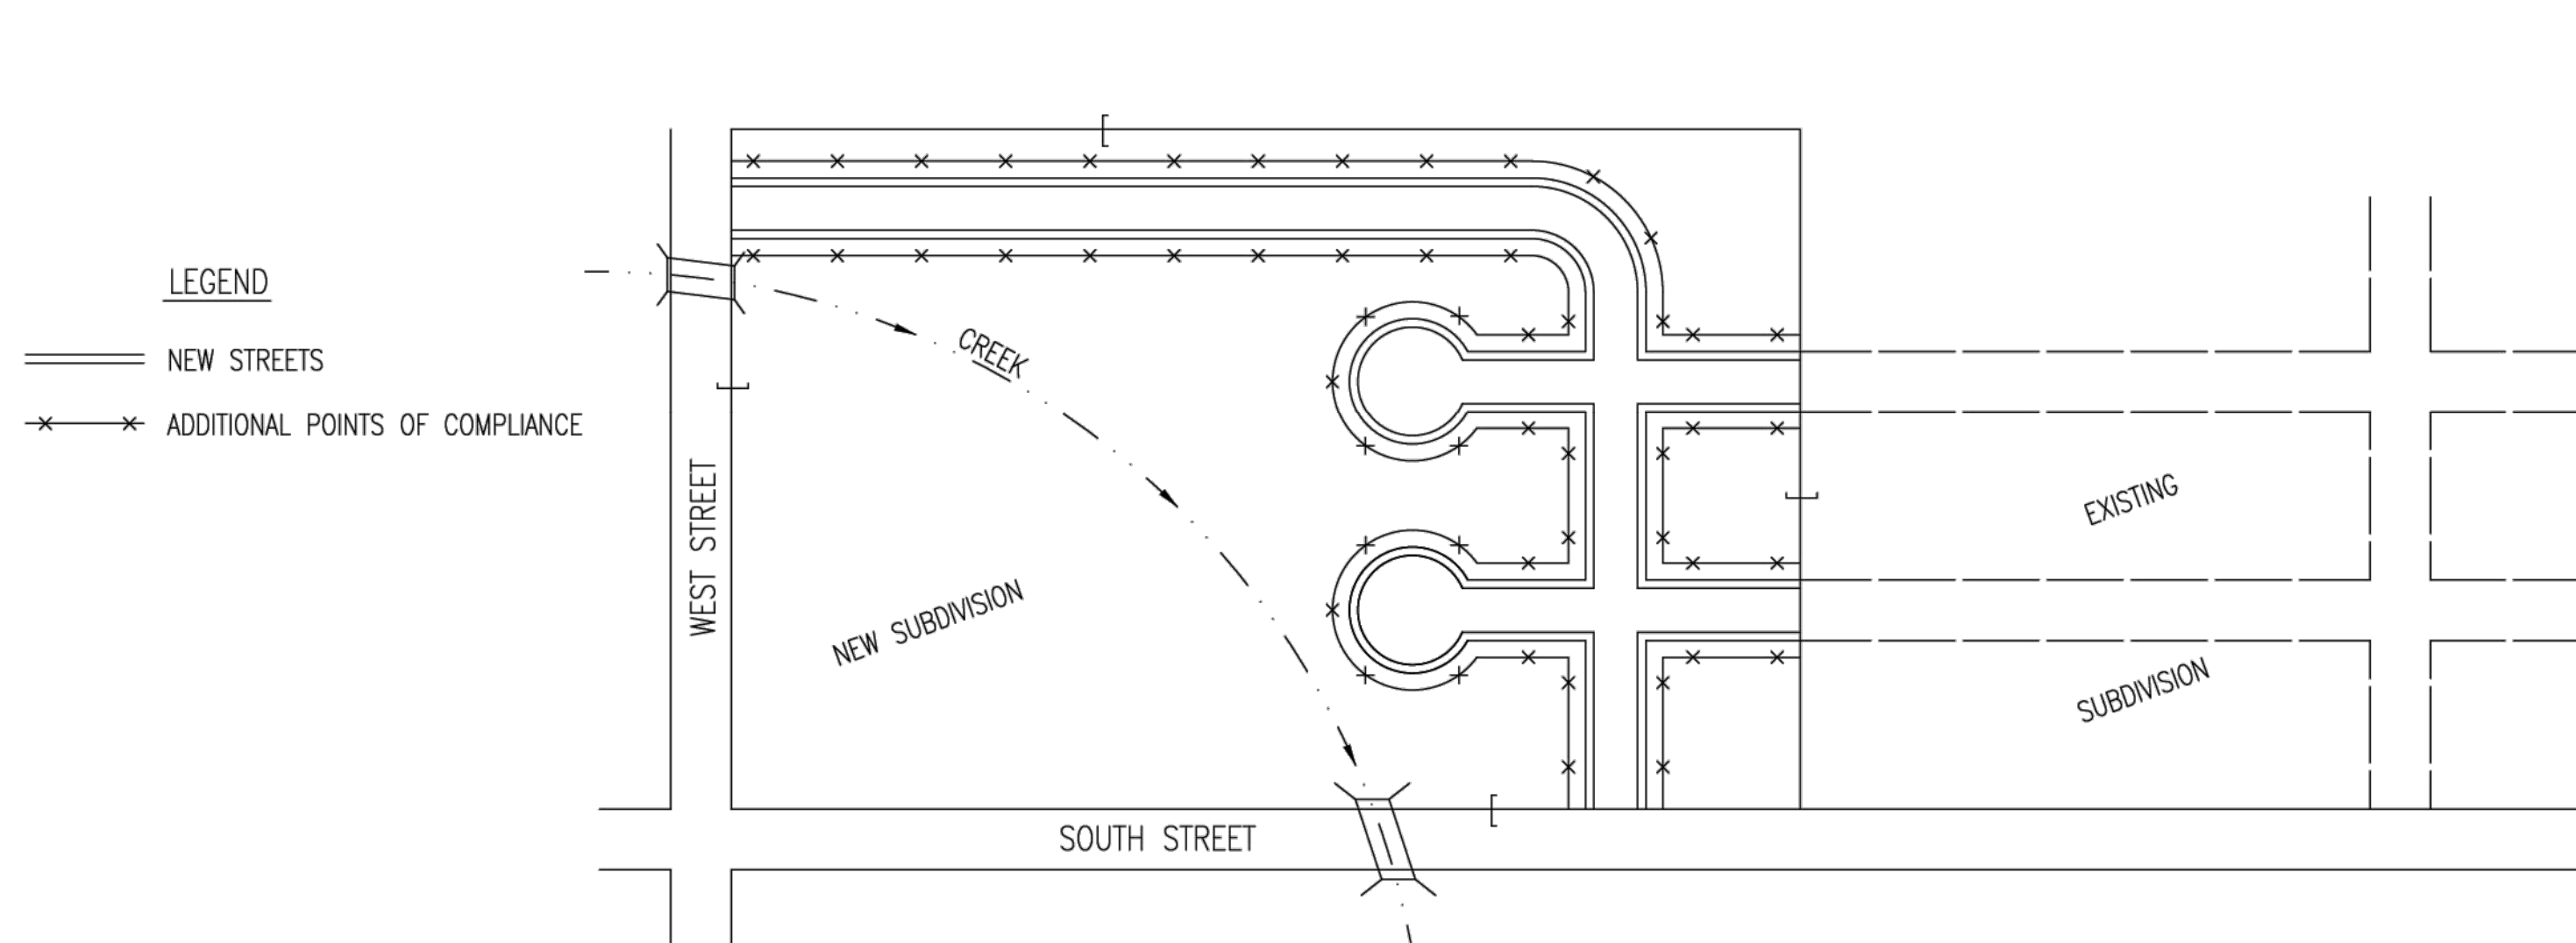 LEGEND
NEW STREETS
ADDITIONAL POINTS OF COMPLIANCE
CREEK
WEST STREET
NEW SUBDIVISION
EXISTING
SUBDIVISION
SOUTH STREET